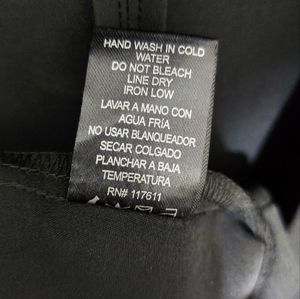 HAND WASH IN COLD
WATER
DO NOT BLEACH
LINE DRY
IRON LOW
LAVAR A MANO CON
AGUA FRÍA
NO USAR BLANQUEADOR
SECAR COLGADO
PLANCHAR A BAJA
TEMPERATURA
RN# 117611